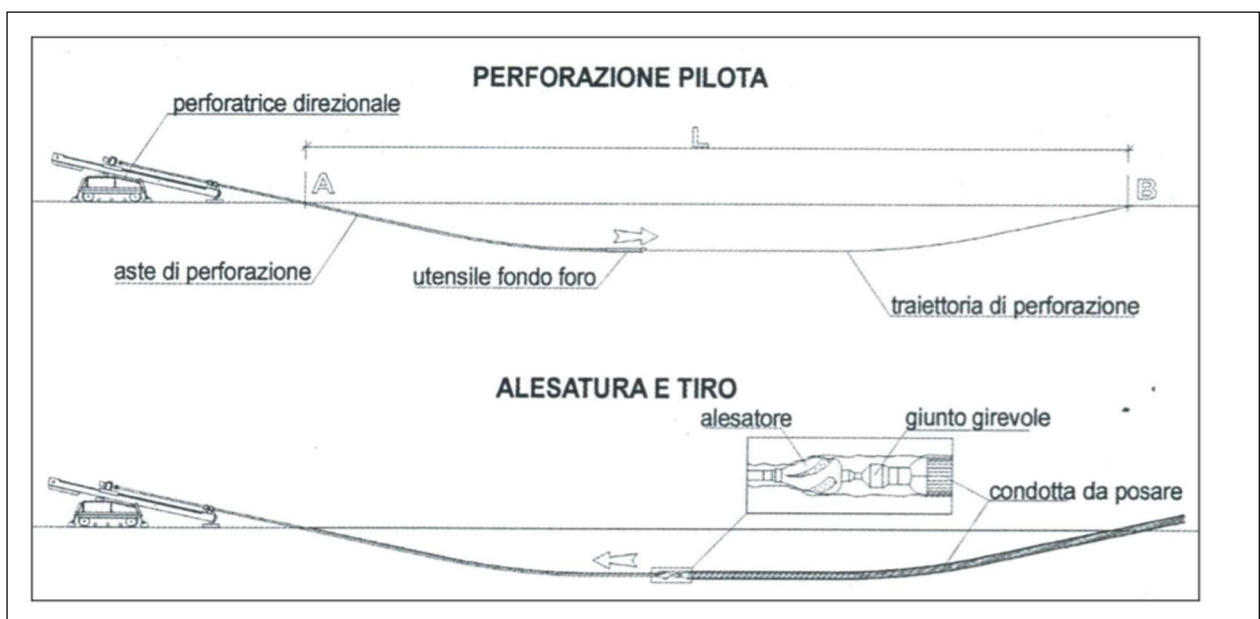 PERFORAZIONE PILOTA
perforatrice direzionale
L
A
B
aste di perforazione
utensile fondo foro
traiettoria di perforazione
ALESATURA E TIRO
alesatore
giunto girevole
condotta da posare